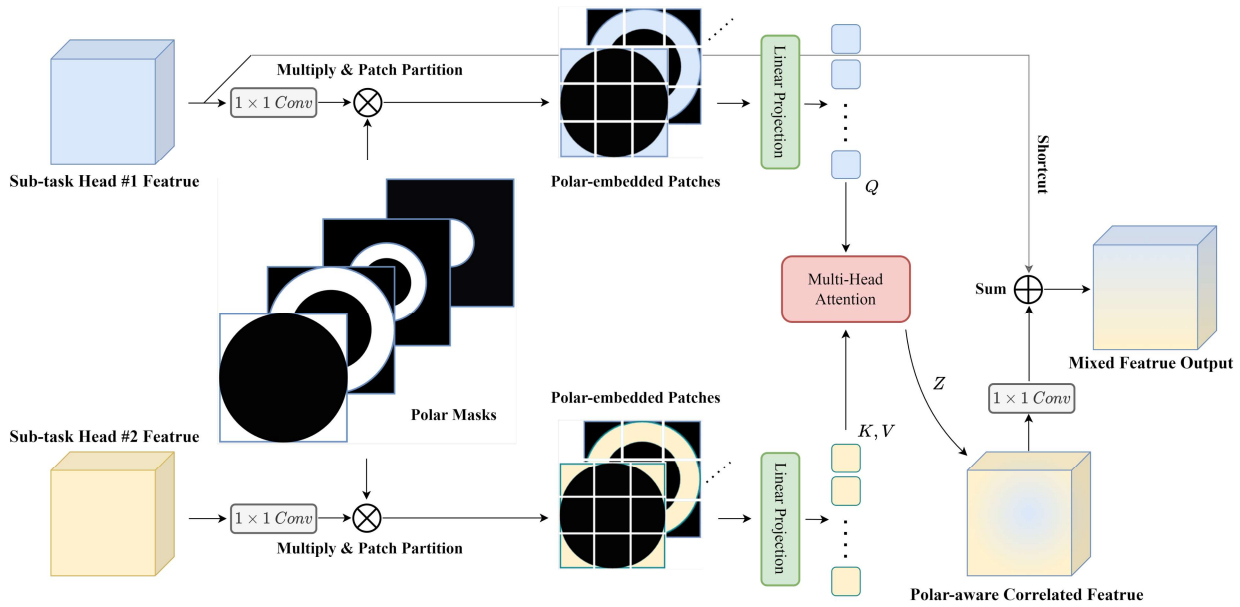 Multiply & Patch Partition
1 × 1 Conv
Sub-task Head #1 Featrue
Polar-embedded Patches
Linear Projection
Q
Shortcut
Multi-Head
Attention
Sum
Mixed Featrue Output
Polar Masks
Z
1 × 1 Conv
Sub-task Head #2 Featrue
Polar-embedded Patches
K, V
1 × 1 Conv
Multiply & Patch Partition
Linear Projection
Polar-aware Correlated Featrue